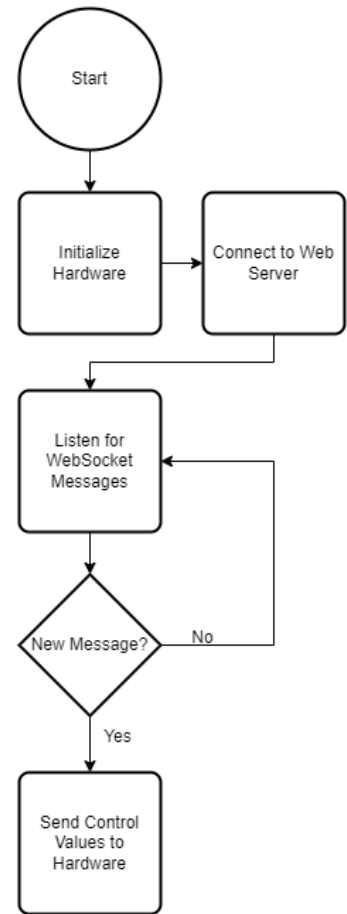 Start
Initialize
Hardware
Connect to Web
Server
Listen for
WebSocket
Messages
New Message?
No
Yes
Send Control
Values to
Hardware